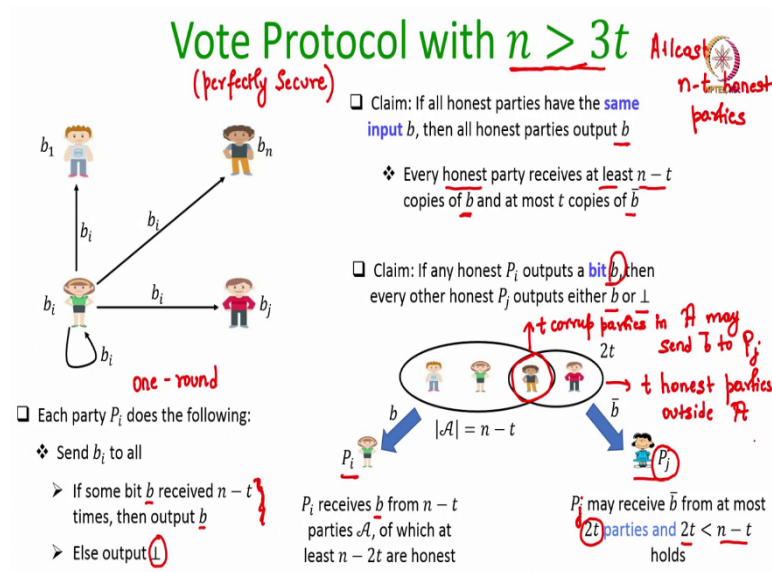 Vote Protocol with n > 3t
(perfectly secure)
Atleast
n-t honest
parties
b₁
bₙ
bᵢ
bᵢ
bᵢ
bᵢ
bⱼ
bᵢ
one-round
❑ Each party Pᵢ does the following:
❖ Send bᵢ to all
➢ If some bit b received n − t
times, then output b
➢ Else output ⊥
❑ Claim: If all honest parties have the same
input b, then all honest parties output b
❖ Every honest party receives at least n − t
copies of b and at most t copies of b̄
❑ Claim: If any honest Pᵢ outputs a bit b, then
every other honest Pⱼ outputs either b or ⊥
t corrup parties in A may
send b̄ to Pⱼ
2t
t honest parties
outside A
b
|𝒜| = n − t
b̄
Pᵢ
Pⱼ
Pᵢ receives b from n − t
parties 𝒜, of which at
least n − 2t are honest
Pⱼ may receive b̄ from at most
2t parties and 2t < n − t
holds